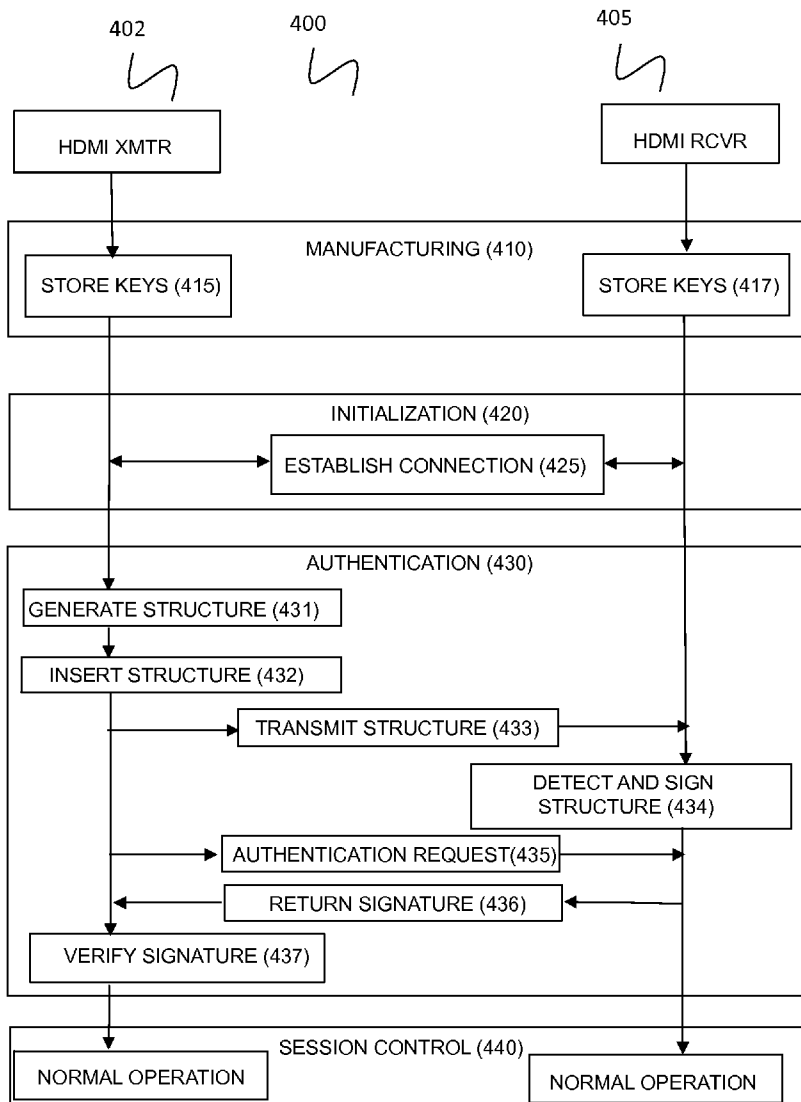 402
400
405
HDMI XMTR
HDMI RCVR
MANUFACTURING (410)
STORE KEYS (415)
STORE KEYS (417)
INITIALIZATION (420)
ESTABLISH CONNECTION (425)
AUTHENTICATION (430)
GENERATE STRUCTURE (431)
INSERT STRUCTURE (432)
TRANSMIT STRUCTURE (433)
DETECT AND SIGN
STRUCTURE (434)
AUTHENTICATION REQUEST(435)
RETURN SIGNATURE (436)
VERIFY SIGNATURE (437)
SESSION CONTROL (440)
NORMAL OPERATION
NORMAL OPERATION